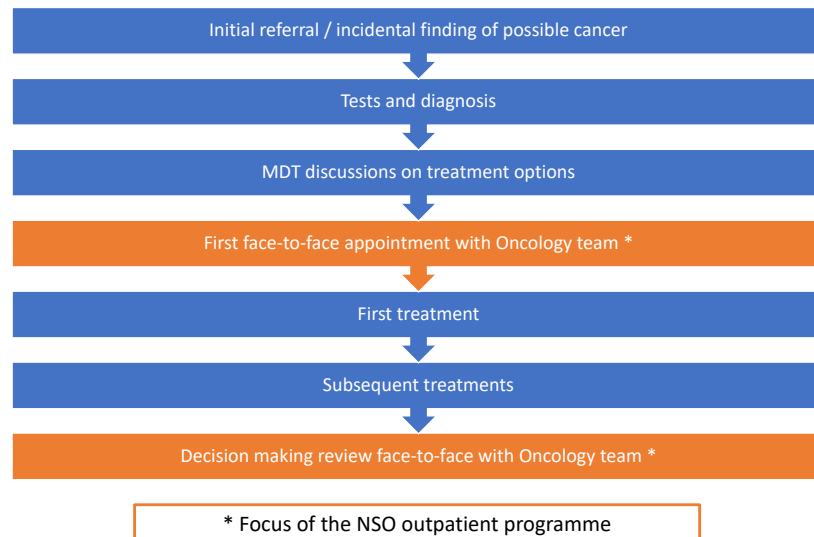 Initial referral / incidental finding of possible cancer
Tests and diagnosis
MDT discussions on treatment options
First face-to-face appointment with Oncology team *
First treatment
Subsequent treatments
Decision making review face-to-face with Oncology team *
* Focus of the NSO outpatient programme